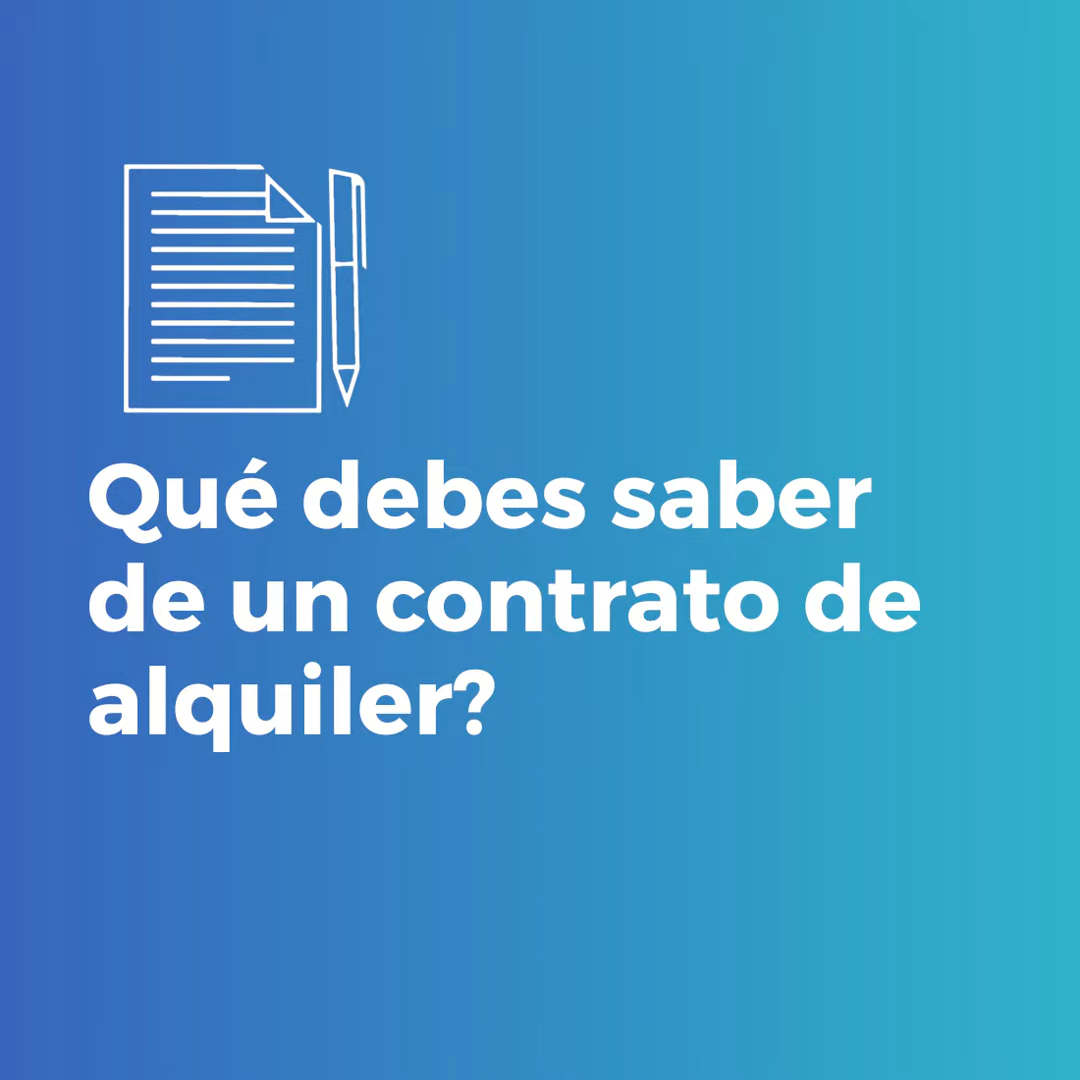 Qué debes saber
de un contrato de
alquiler?